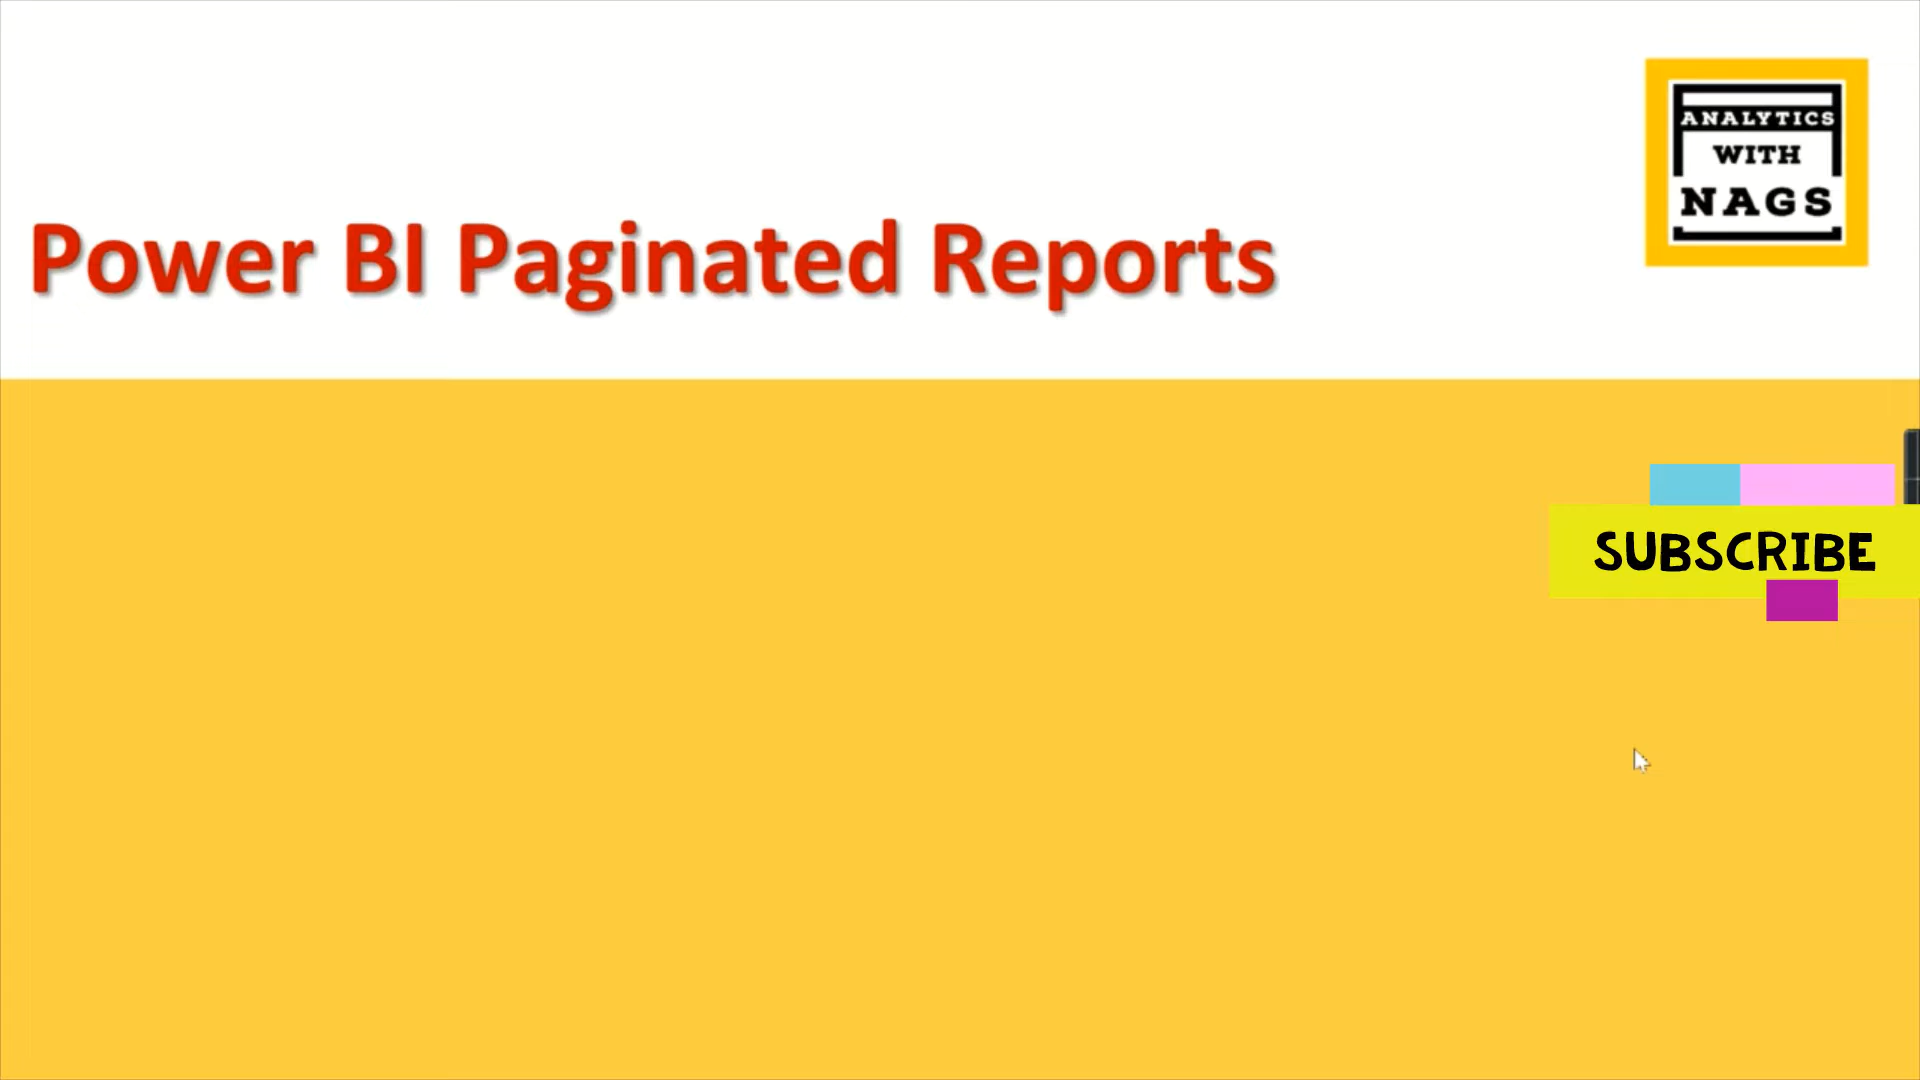 ANALYTICS
WITH
NAGS
Power BI Paginated Reports
SUBSCRIBE